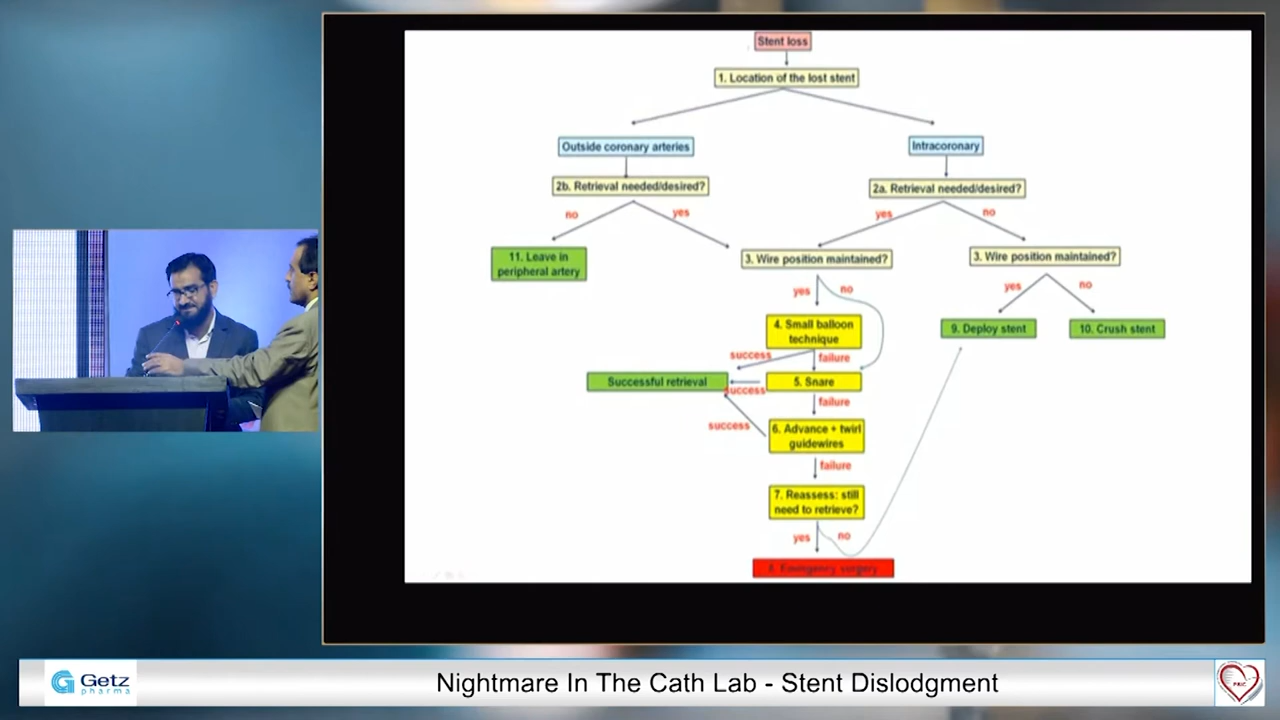 Stent loss
1. Location of the lost stent
Outside coronary arteries
Intracoronary
2b. Retrieval needed/desired?
2a. Retrieval needed/desired?
no
yes
yes
no
11. Leave in
peripheral artery
3. Wire position maintained?
3. Wire position maintained?
yes
no
yes
no
4. Small balloon
technique
9. Deploy stent
10. Crush stent
success
failure
Successful retrieval
5. Snare
success
failure
success
6. Advance + twirl
guidewires
failure
7. Reassess: still
need to retrieve?
yes
no
8. Emergency surgery
Getz
pharma
Nightmare In The Cath Lab - Stent Dislodgment